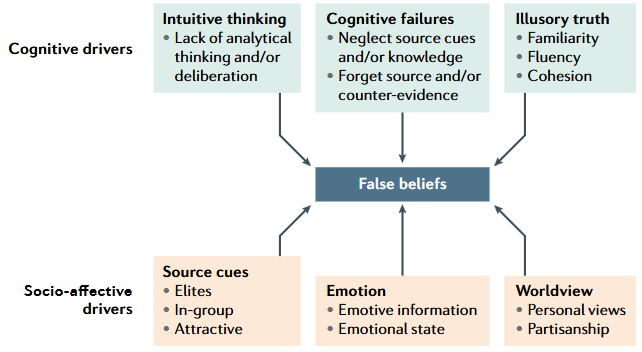 Cognitive drivers
Intuitive thinking
• Lack of analytical
thinking and/or
deliberation
Cognitive failures
• Neglect source cues
and/or knowledge
• Forget source and/or
counter-evidence
Illusory truth
• Familiarity
• Fluency
• Cohesion
False beliefs
Socio-affective
drivers
Source cues
• Elites
• In-group
• Attractive
Emotion
• Emotive information
• Emotional state
Worldview
• Personal views
• Partisanship